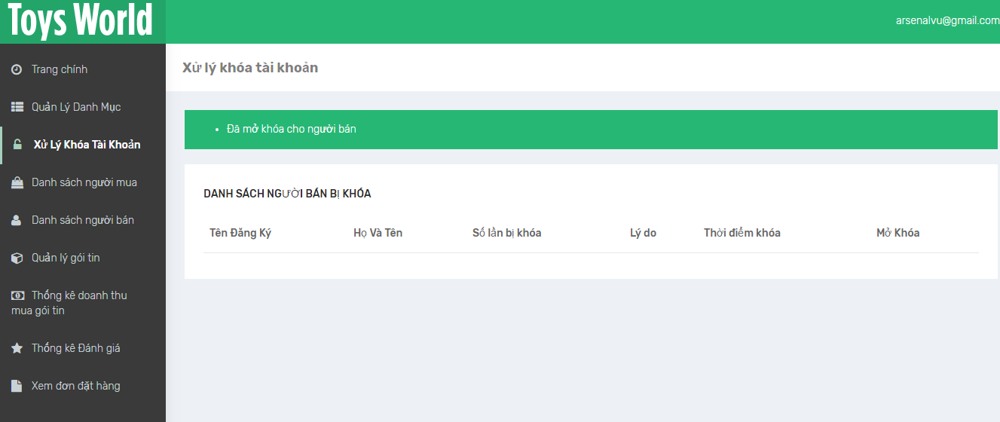 Toys World
arsenalvu@gmail.com
Trang chính
Quản Lý Danh Mục
Xử Lý Khóa Tài Khoản
Danh sách người mua
Danh sách người bán
Quản lý gói tin
Thống kê doanh thu
mua gói tin
Thống kê Đánh giá
Xem đơn đặt hàng
Xử lý khóa tài khoản
Đã mở khóa cho người bán
DANH SÁCH NGƯỜI BÁN BỊ KHÓA
Tên Đăng Ký Họ Và Tên Số lần bị khóa Lý do Thời điểm khóa Mở Khóa